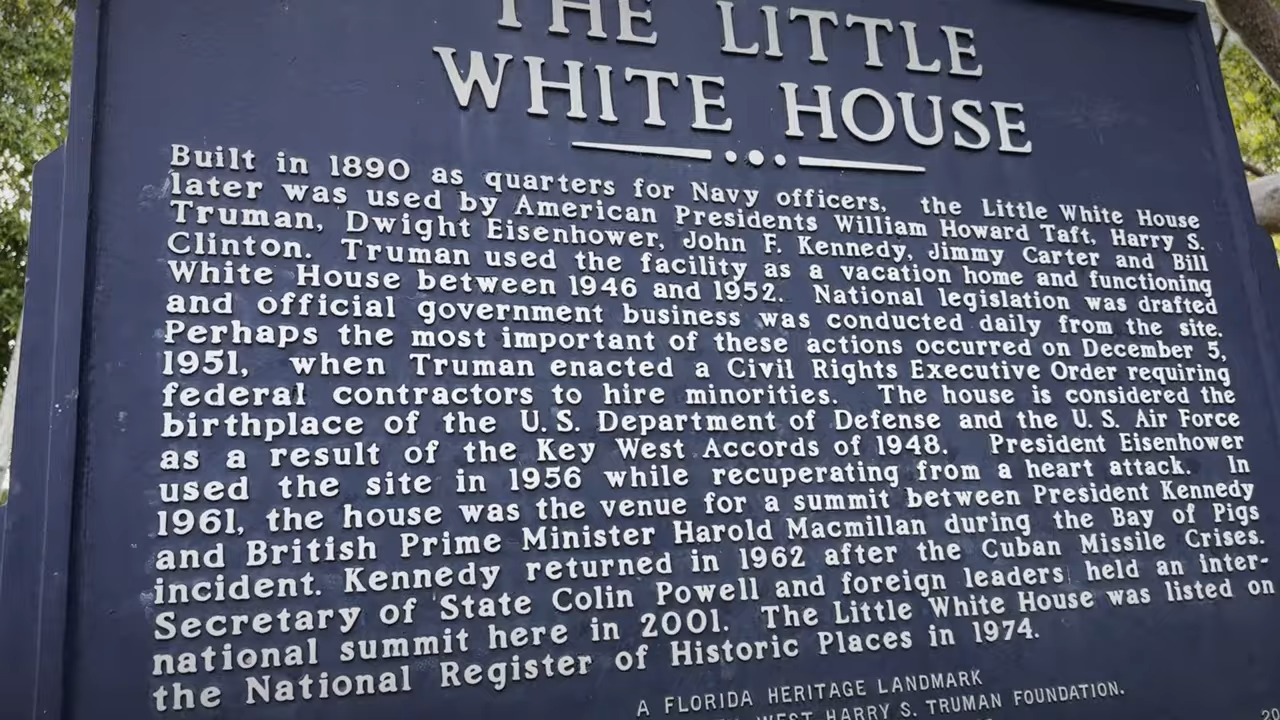 THE LITTLE
WHITE HOUSE
Built in 1890 as quarters for Navy officers, the Little White House
later was used by American Presidents William Howard Taft, Harry S.
Truman, Dwight Eisenhower, John F. Kennedy, Jimmy Carter and Bill
Clinton. Truman used the facility as a vacation home and functioning
White House between 1946 and 1952. National legislation was drafted
and official government business was conducted daily from the site.
Perhaps the most important of these actions occurred on December 5,
1951, when Truman enacted a Civil Rights Executive Order requiring
federal contractors to hire minorities. The house is considered the
birthplace of the U.S. Department of Defense and the U.S. Air Force
as a result of the Key West Accords of 1948. President Eisenhower
used the site in 1956 while recuperating from a heart attack. In
1961, the house was the venue for a summit between President Kennedy
and British Prime Minister Harold Macmillan during the Bay of Pigs
incident. Kennedy returned in 1962 after the Cuban Missile Crises.
Secretary of State Colin Powell and foreign leaders held an inter-
national summit here in 2001. The Little White House was listed on
the National Register of Historic Places in 1974.
A FLORIDA HERITAGE LANDMARK
WEST HARRY S. TRUMAN FOUNDATION.